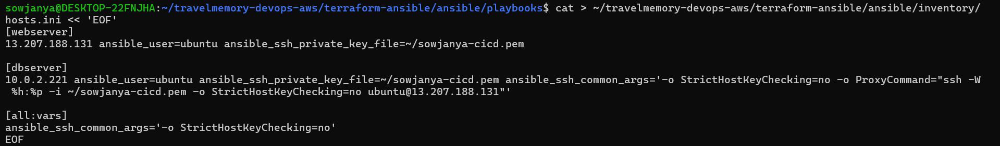 sowjanya@DESKTOP-22FNJHA:~/travelmemory-devops-aws/terraform-ansible/ansible/playbooks$ cat > ~/travelmemory-devops-aws/terraform-ansible/ansible/inventory/
hosts.ini << 'EOF'
[webserver]
13.207.188.131 ansible_user=ubuntu ansible_ssh_private_key_file=~/sowjanya-cicd.pem

[dbserver]
10.0.2.221 ansible_user=ubuntu ansible_ssh_private_key_file=~/sowjanya-cicd.pem ansible_ssh_common_args='-o StrictHostKeyChecking=no -o ProxyCommand="ssh -W
 %h:%p -i ~/sowjanya-cicd.pem -o StrictHostKeyChecking=no ubuntu@13.207.188.131"'

[all:vars]
ansible_ssh_common_args='-o StrictHostKeyChecking=no'
EOF